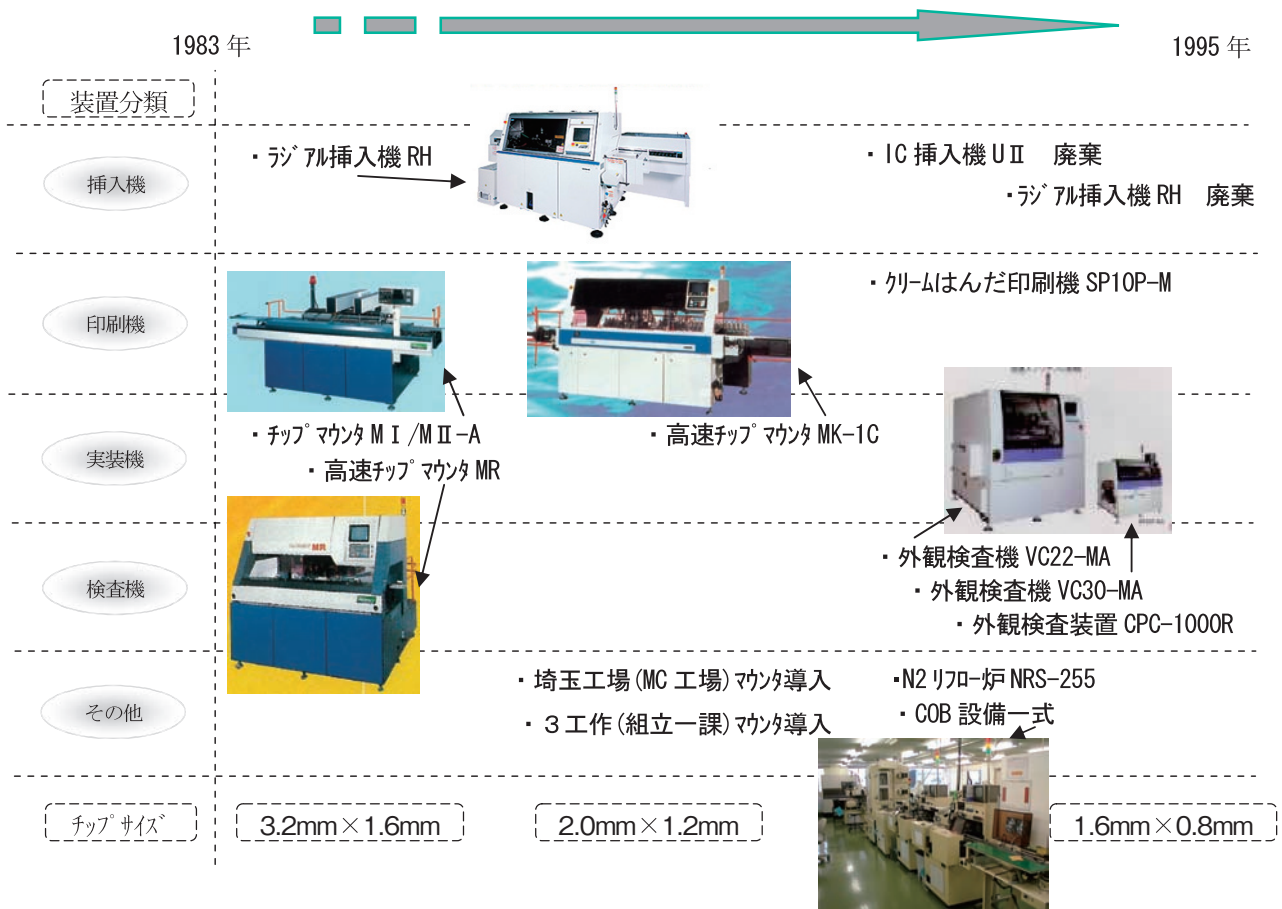 1983 年
1995 年
装置分類
挿入機
・ﾗｼﾞｱﾙ挿入機 RH
・IC 挿入機 UⅡ　廃棄
・ﾗｼﾞｱﾙ挿入機 RH　廃棄
印刷機
・ｸﾘｰﾑはんだ印刷機 SP10P-M
実装機
・ﾁｯﾌﾟﾏｳﾝﾀ MⅠ/MⅡ-A
・高速ﾁｯﾌﾟﾏｳﾝﾀ MR
・高速ﾁｯﾌﾟﾏｳﾝﾀ MK-1C
MR
検査機
・外観検査機 VC22-MA
・外観検査機 VC30-MA
・外観検査装置 CPC-1000R
その他
・埼玉工場(MC 工場)ﾏｳﾝﾀ導入
・３工作(組立一課)ﾏｳﾝﾀ導入
・N2 ﾘﾌﾛｰ炉 NRS-255
・COB 設備一式
ﾁｯﾌﾟｻｲｽﾞ
3.2mm×1.6mm
2.0mm×1.2mm
1.6mm×0.8mm